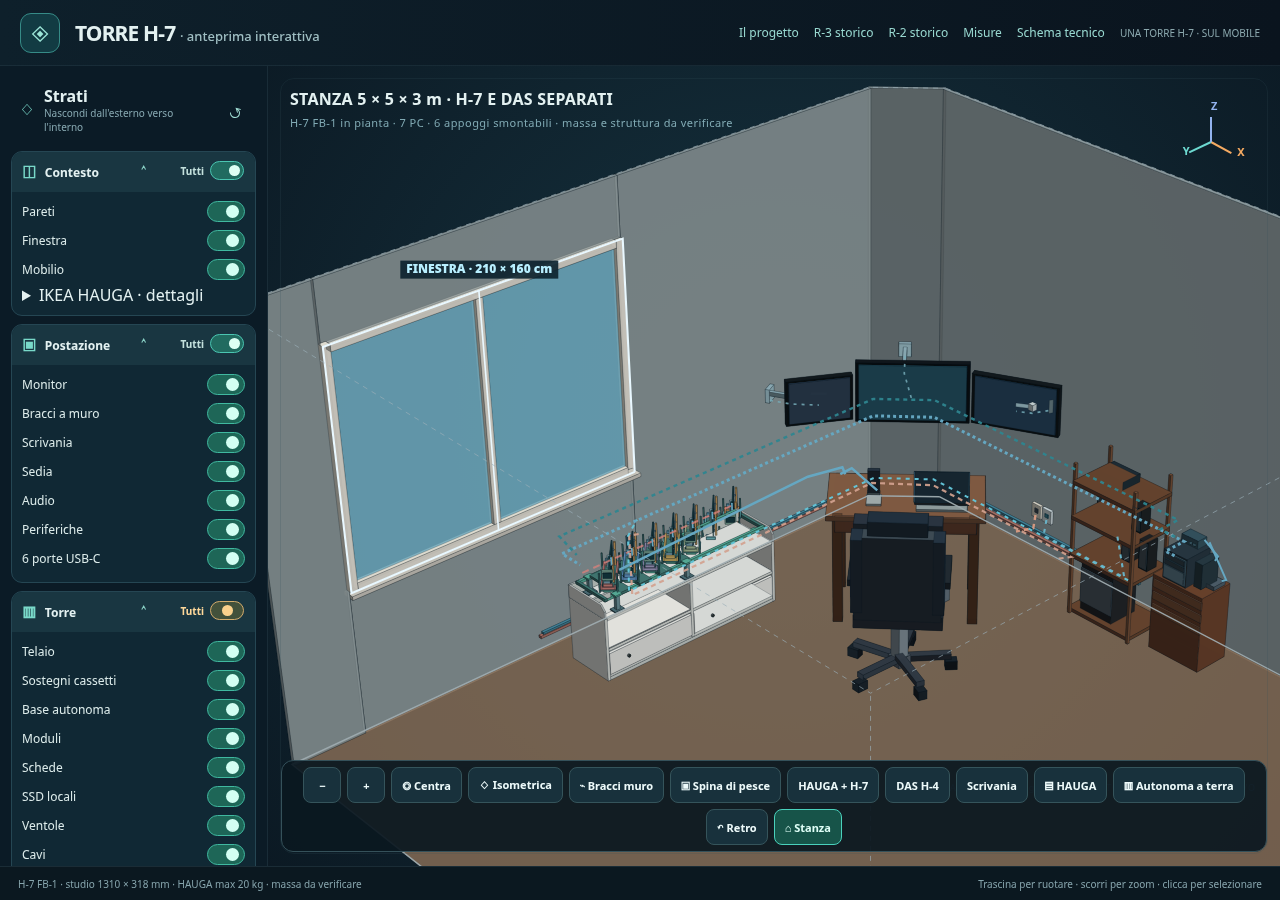 TORRE H-7 · anteprima interattiva
Il progetto
R-3 storico
R-2 storico
Misure
Schema tecnico
UNA TORRE H-7 · SUL MOBILE
Strati
Nascondi dall'esterno verso
l'interno
Contesto
Tutti
Pareti
Finestra
Mobilio
IKEA HAUGA · dettagli
Postazione
Tutti
Monitor
Bracci a muro
Scrivania
Sedia
Audio
Periferiche
6 porte USB-C
Torre
Tutti
Telaio
Sostegni cassetti
Base autonoma
Moduli
Schede
SSD locali
Ventole
Cavi
STANZA 5 × 5 × 3 m · H-7 E DAS SEPARATI
H-7 FB-1 in pianta · 7 PC · 6 appoggi smontabili · massa e struttura da verificare
Z
Y
X
FINESTRA · 210 × 160 cm
−
+
Centra
Isometrica
Bracci muro
Spina di pesce
HAUGA + H-7
DAS H-4
Scrivania
HAUGA
Autonoma a terra
Retro
Stanza
H-7 FB-1 · studio 1310 × 318 mm · HAUGA max 20 kg · massa da verificare
Trascina per ruotare · scorri per zoom · clicca per selezionare